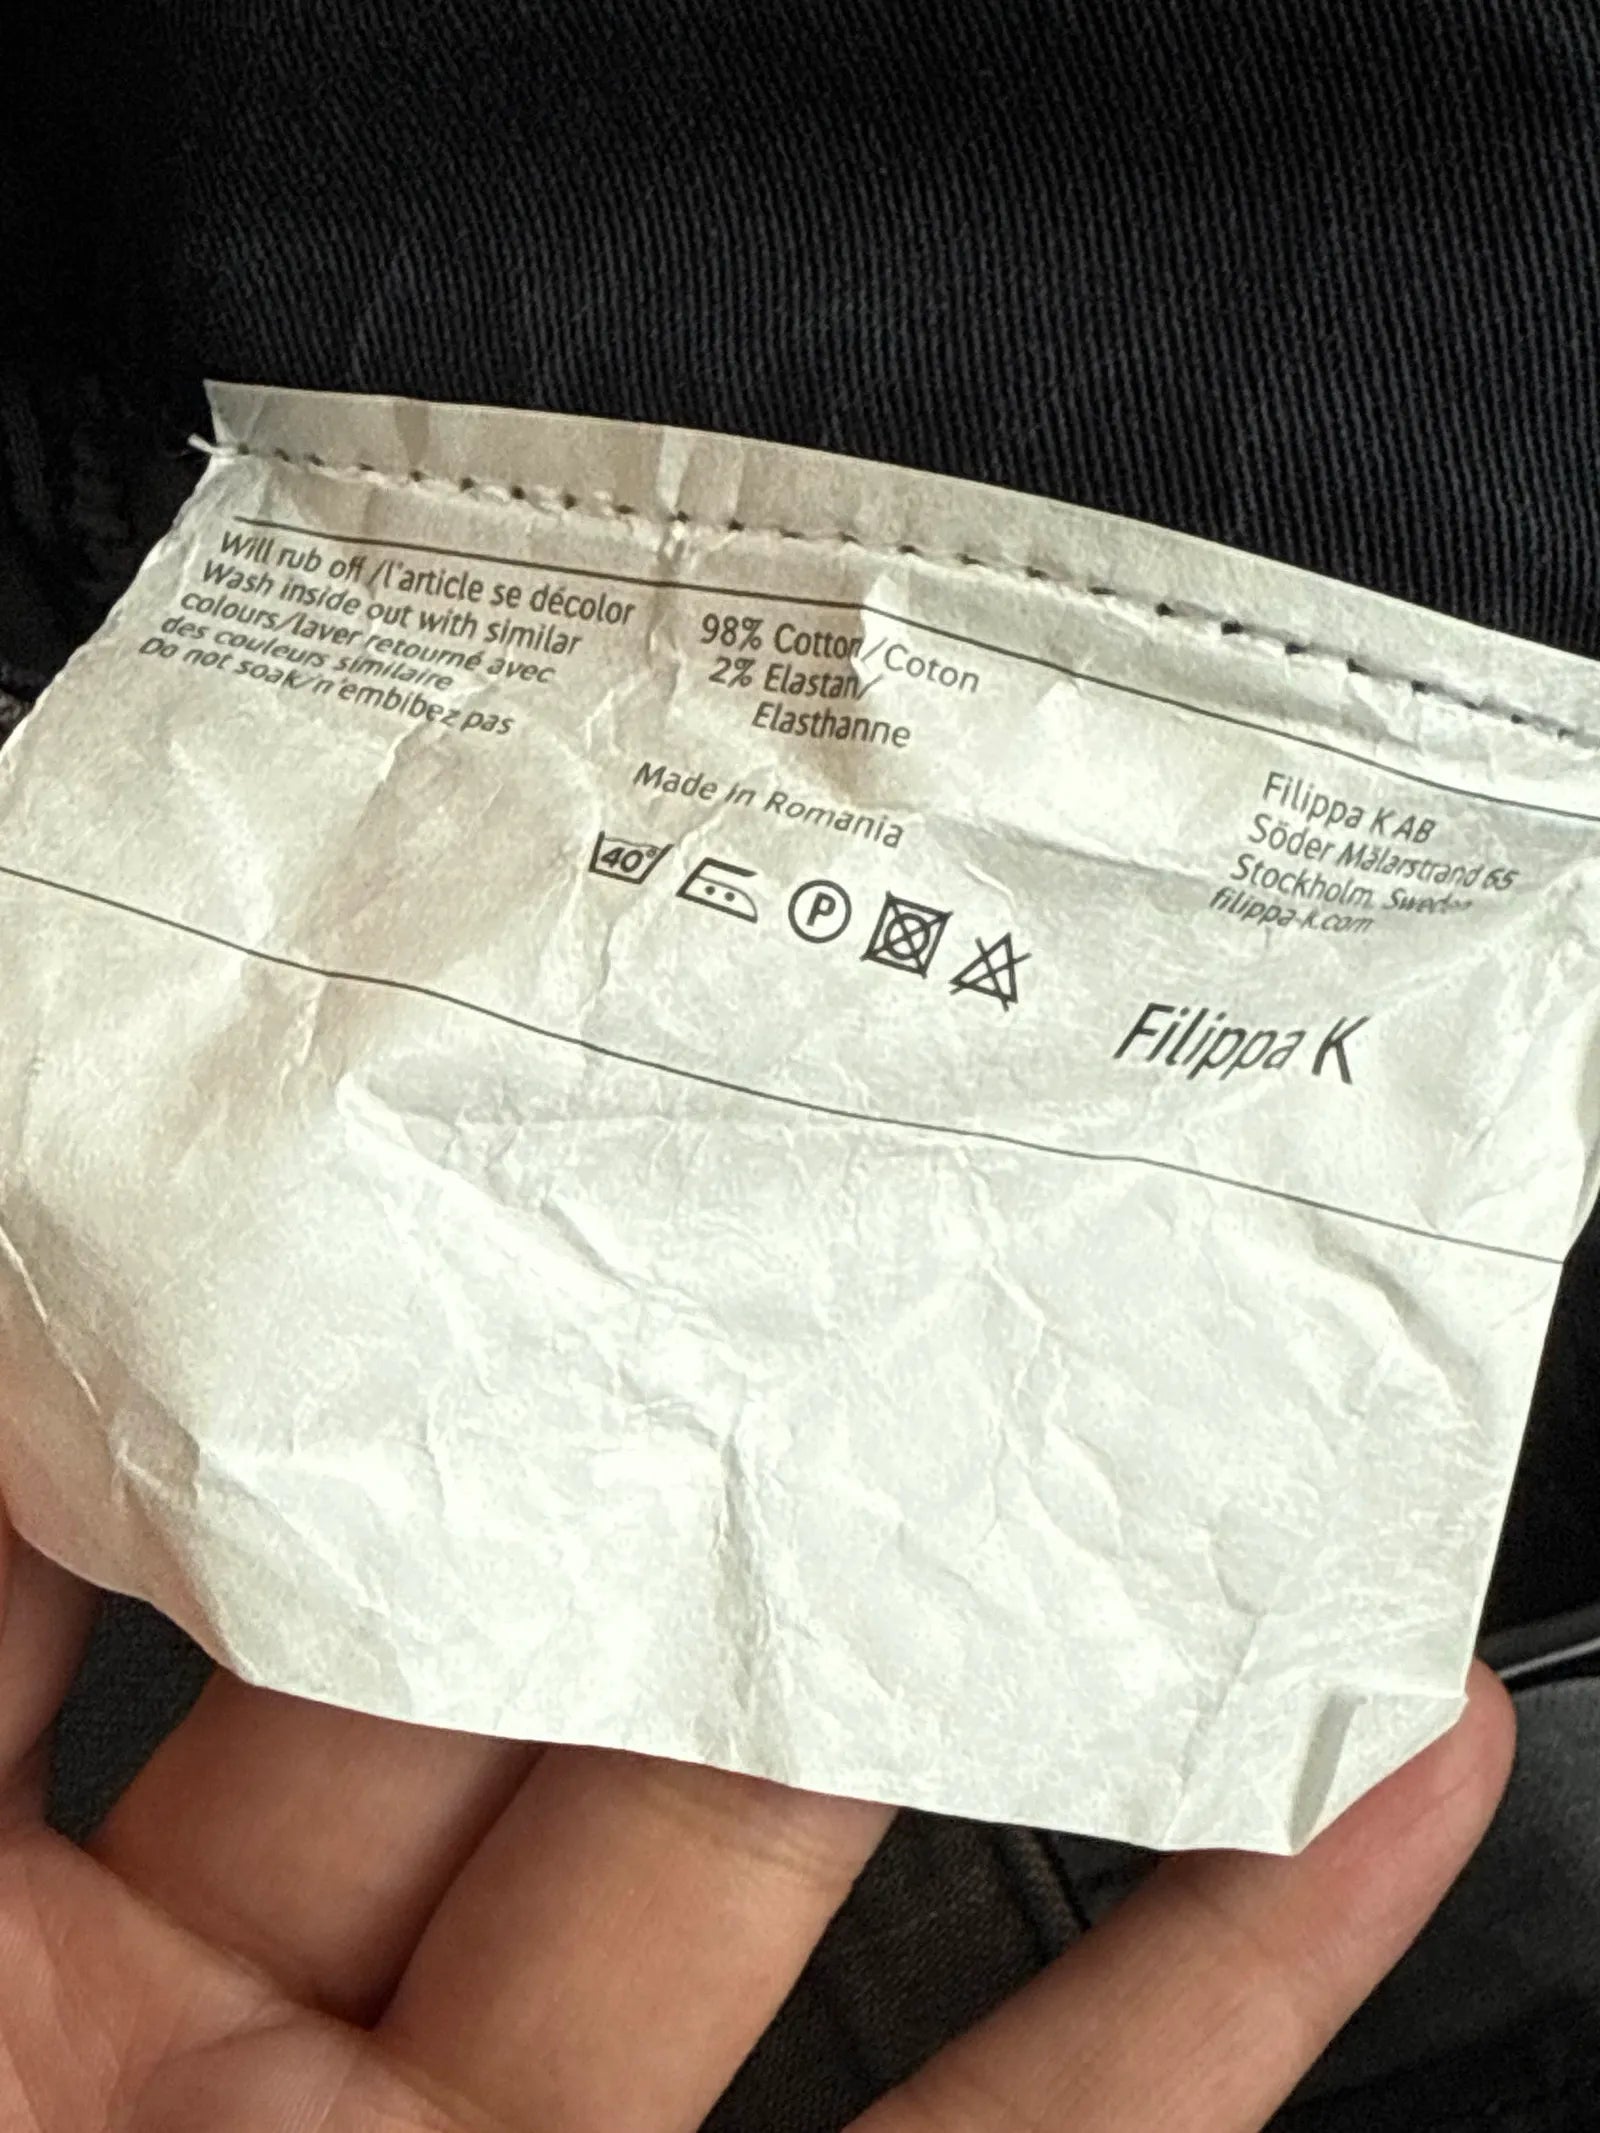 Will rub off /l'article se décolor
Wash inside out with similar
colours/laver retourné avec
des couleurs similaire
Do not soak/n'embibez pas
98% Cotton/Coton
2% Elastan/
Elasthanne
Made in Romania
40°
P
Filippa K AB
Söder Mälarstrand 65
Stockholm, Sweden
filippa-k.com
Filippa K